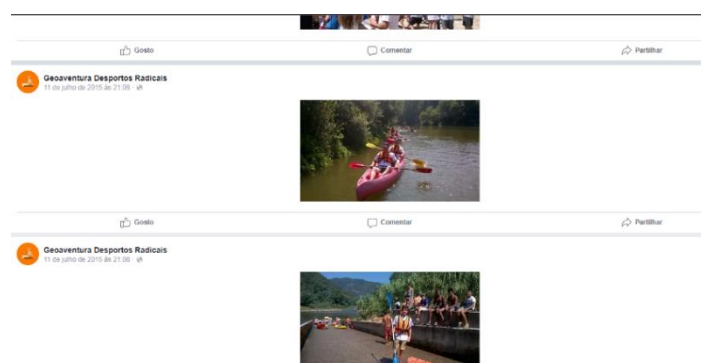 Gosto Comentar Partilhar
Geoaventura Desportos Radicais
11 de julho de 2015 às 21:08 ·
Gosto Comentar Partilhar
Geoaventura Desportos Radicais
11 de julho de 2015 às 21:08 ·